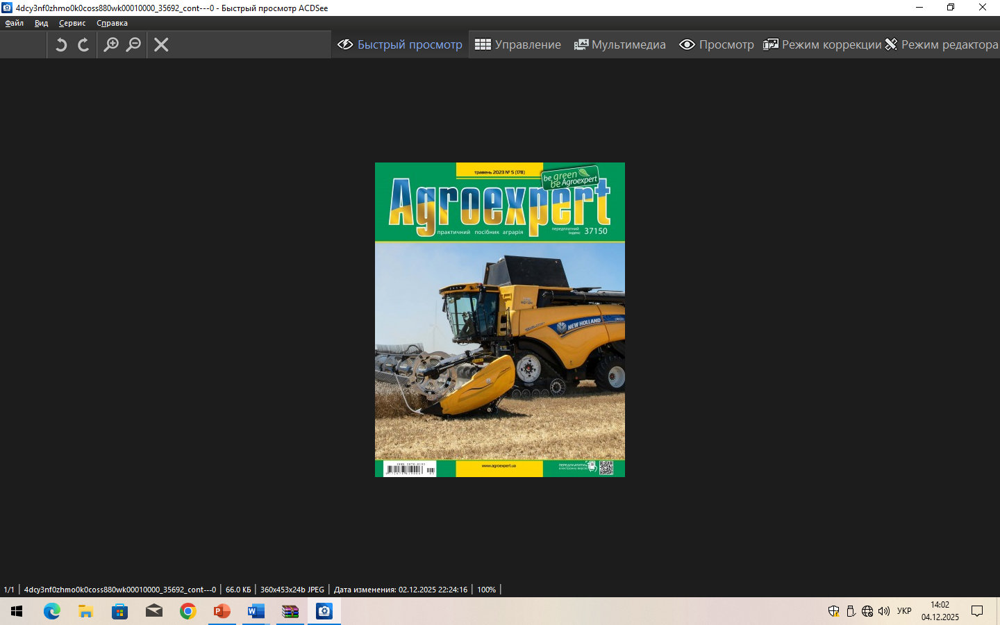 4dcy3nf0zhmo0k0coss880wk00010000_35692_cont---0 - Быстрый просмотр ACDSee
Файл Вид Сервис Справка
Быстрый просмотр Управление Мультимедиа Просмотр Режим коррекции Режим редактора
травень 2023 № 5 (178)
be green
be Agroexpert
Agroexpert
практичний посібник аграрія
передплатний
індекс 37150
NEW HOLLAND
www.agroexpert.ua
ПЕРЕДПЛАТИТИ
електронну версію
1/1 4dcy3nf0zhmo0k0coss880wk00010000_35692_cont---0 66.0 КБ 360x453x24b JPEG Дата изменения: 02.12.2025 22:24:16 100%
УКР
14:02
04.12.2025